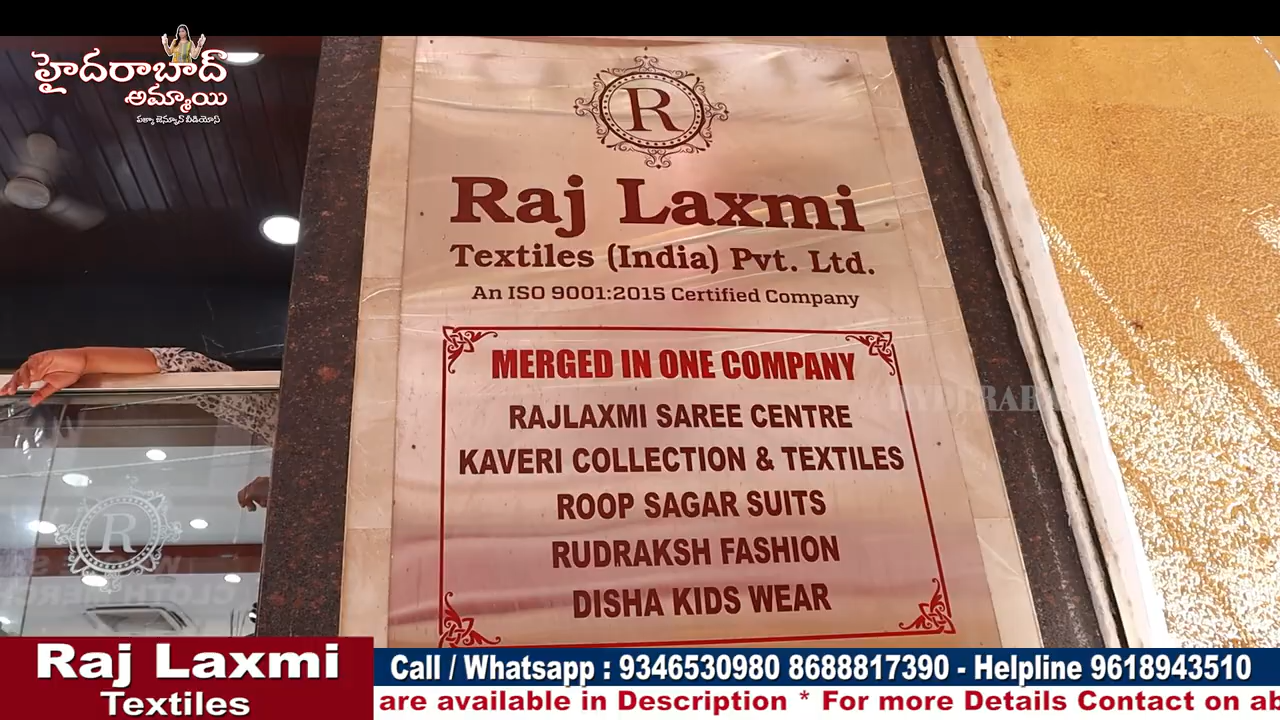 హైదరాబాద్
అమ్మాయి
పక్కా జెన్యూన్ వీడియోస్
R
Raj Laxmi
Textiles (India) Pvt. Ltd.
An ISO 9001:2015 Certified Company
MERGED IN ONE COMPANY
RAJLAXMI SAREE CENTRE
KAVERI COLLECTION & TEXTILES
ROOP SAGAR SUITS
RUDRAKSH FASHION
DISHA KIDS WEAR
R
Raj Laxmi
Textiles
Call / Whatsapp : 9346530980 8688817390 - Helpline 9618943510
are available in Description * For more Details Contact on ab